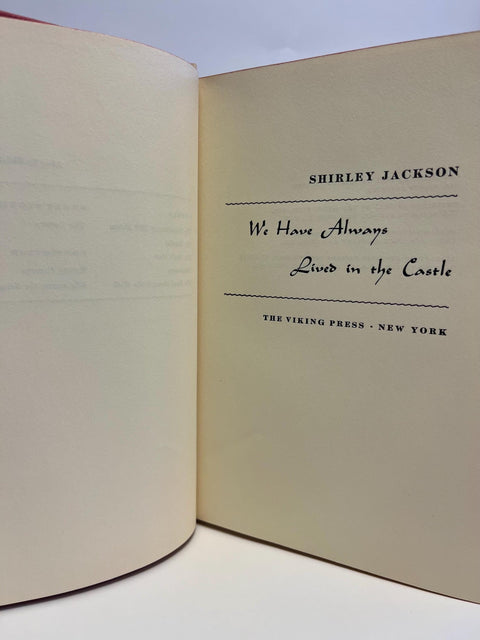 SHIRLEY JACKSON
We Have Always
Lived in the Castle
THE VIKING PRESS · NEW YORK